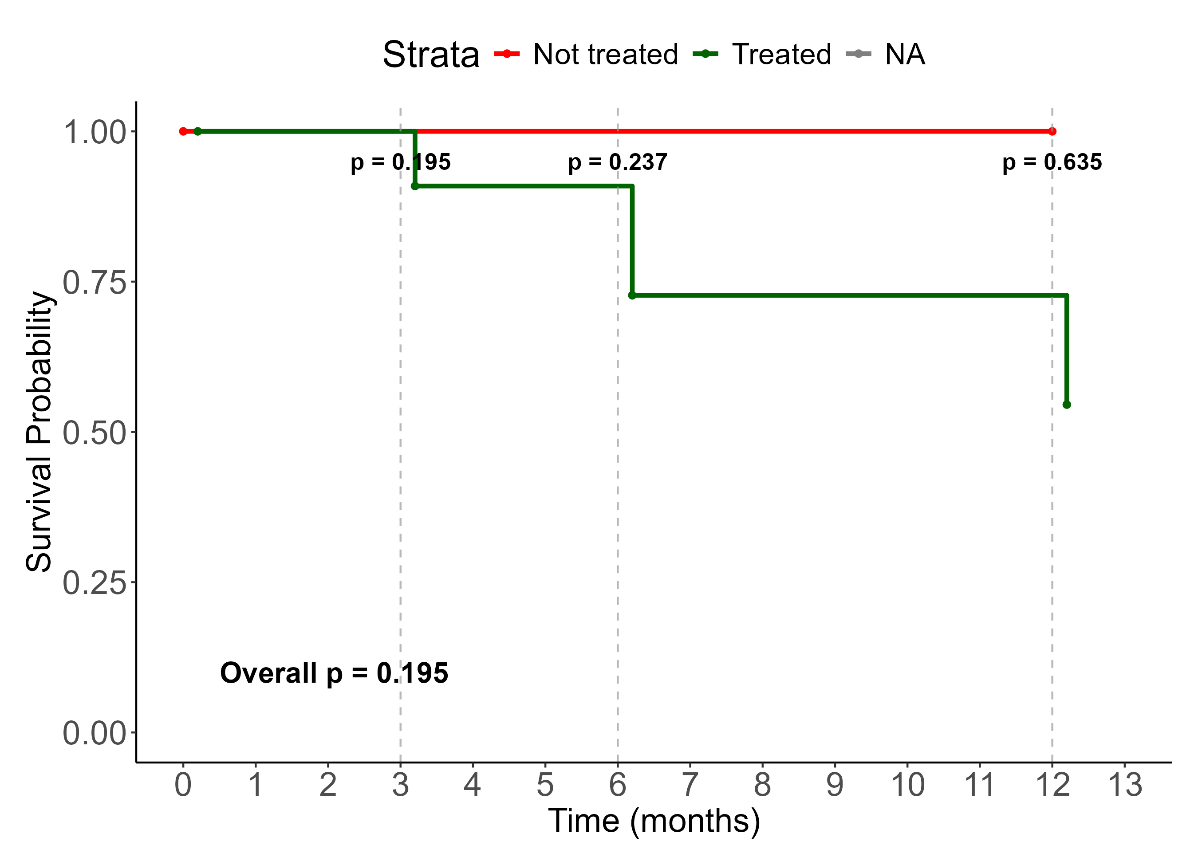 Strata Not treated Treated NA
1.00
p = 0.195 p = 0.237 p = 0.635
0.75
0.50
0.25
Overall p = 0.195
0.00
Survival Probability
0 1 2 3 4 5 6 7 8 9 10 11 12 13
Time (months)